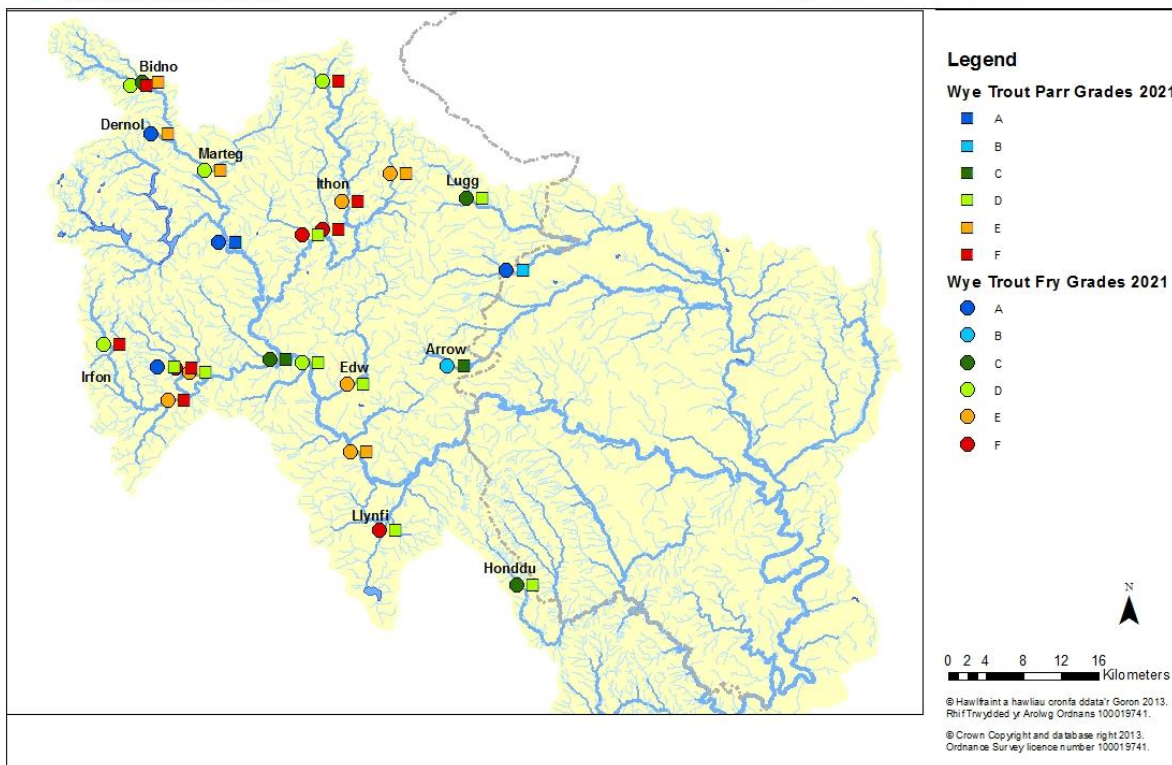 Bidno
Dernol
Marteg
Ithon
Lugg
Irfon
Edw
Arrow
Llynfi
Honddu
Legend
Wye Trout Parr Grades 2021
A
B
C
D
E
F
Wye Trout Fry Grades 2021
A
B
C
D
E
F
N
0 2 4 8 12 16
Kilometers
© Hawlfraint a hawliau cronfa ddata'r Goron 2013.
Rhif Trwydded yr Arolwg Ordnans 100019741.
© Crown Copyright and database right 2013.
Ordnance Survey licence number 100019741.